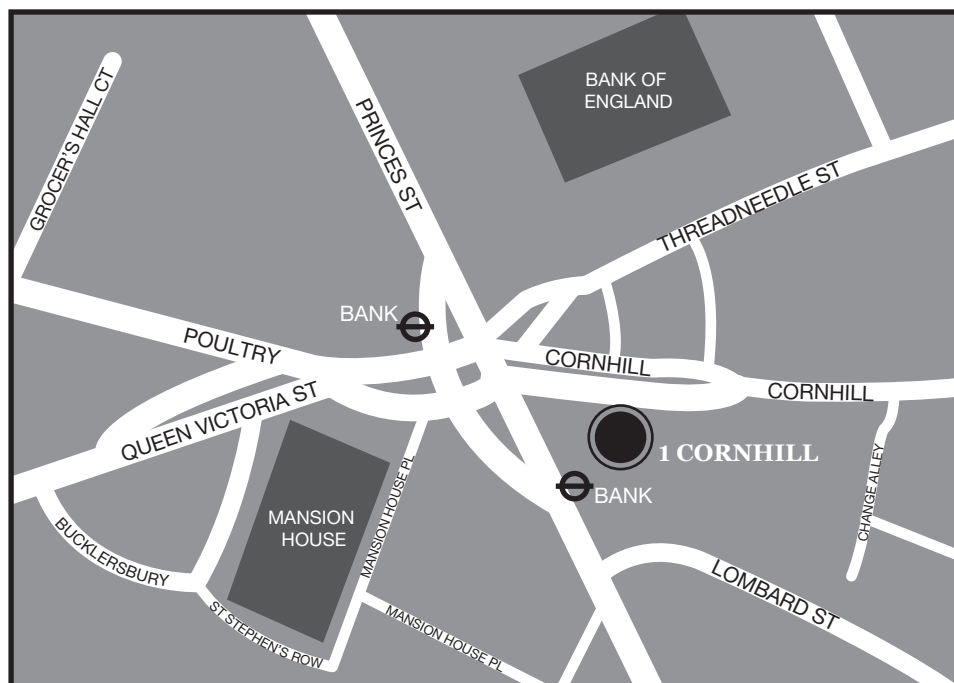 BANK OF
ENGLAND
GROCER'S HALL CT
PRINCES ST
THREADNEEDLE ST
BANK
POULTRY
CORNHILL
CORNHILL
QUEEN VICTORIA ST
1 CORNHILL
BANK
MANSION
HOUSE
MANSION HOUSE PL
CHANGE ALLEY
BUCKLERSBURY
LOMBARD ST
ST STEPHEN'S ROW
MANSION HOUSE PL